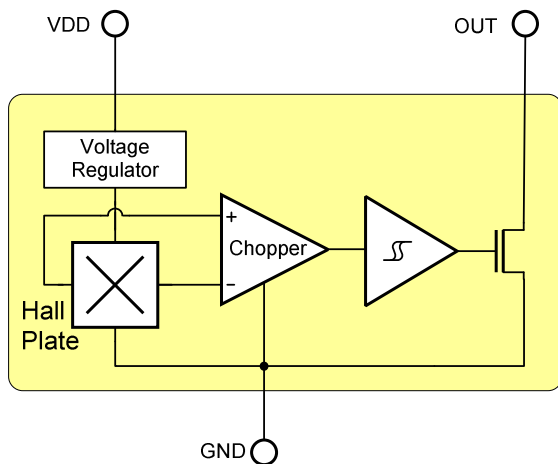 VDD
OUT
Voltage
Regulator
+
Chopper
−
Hall
Plate
GND